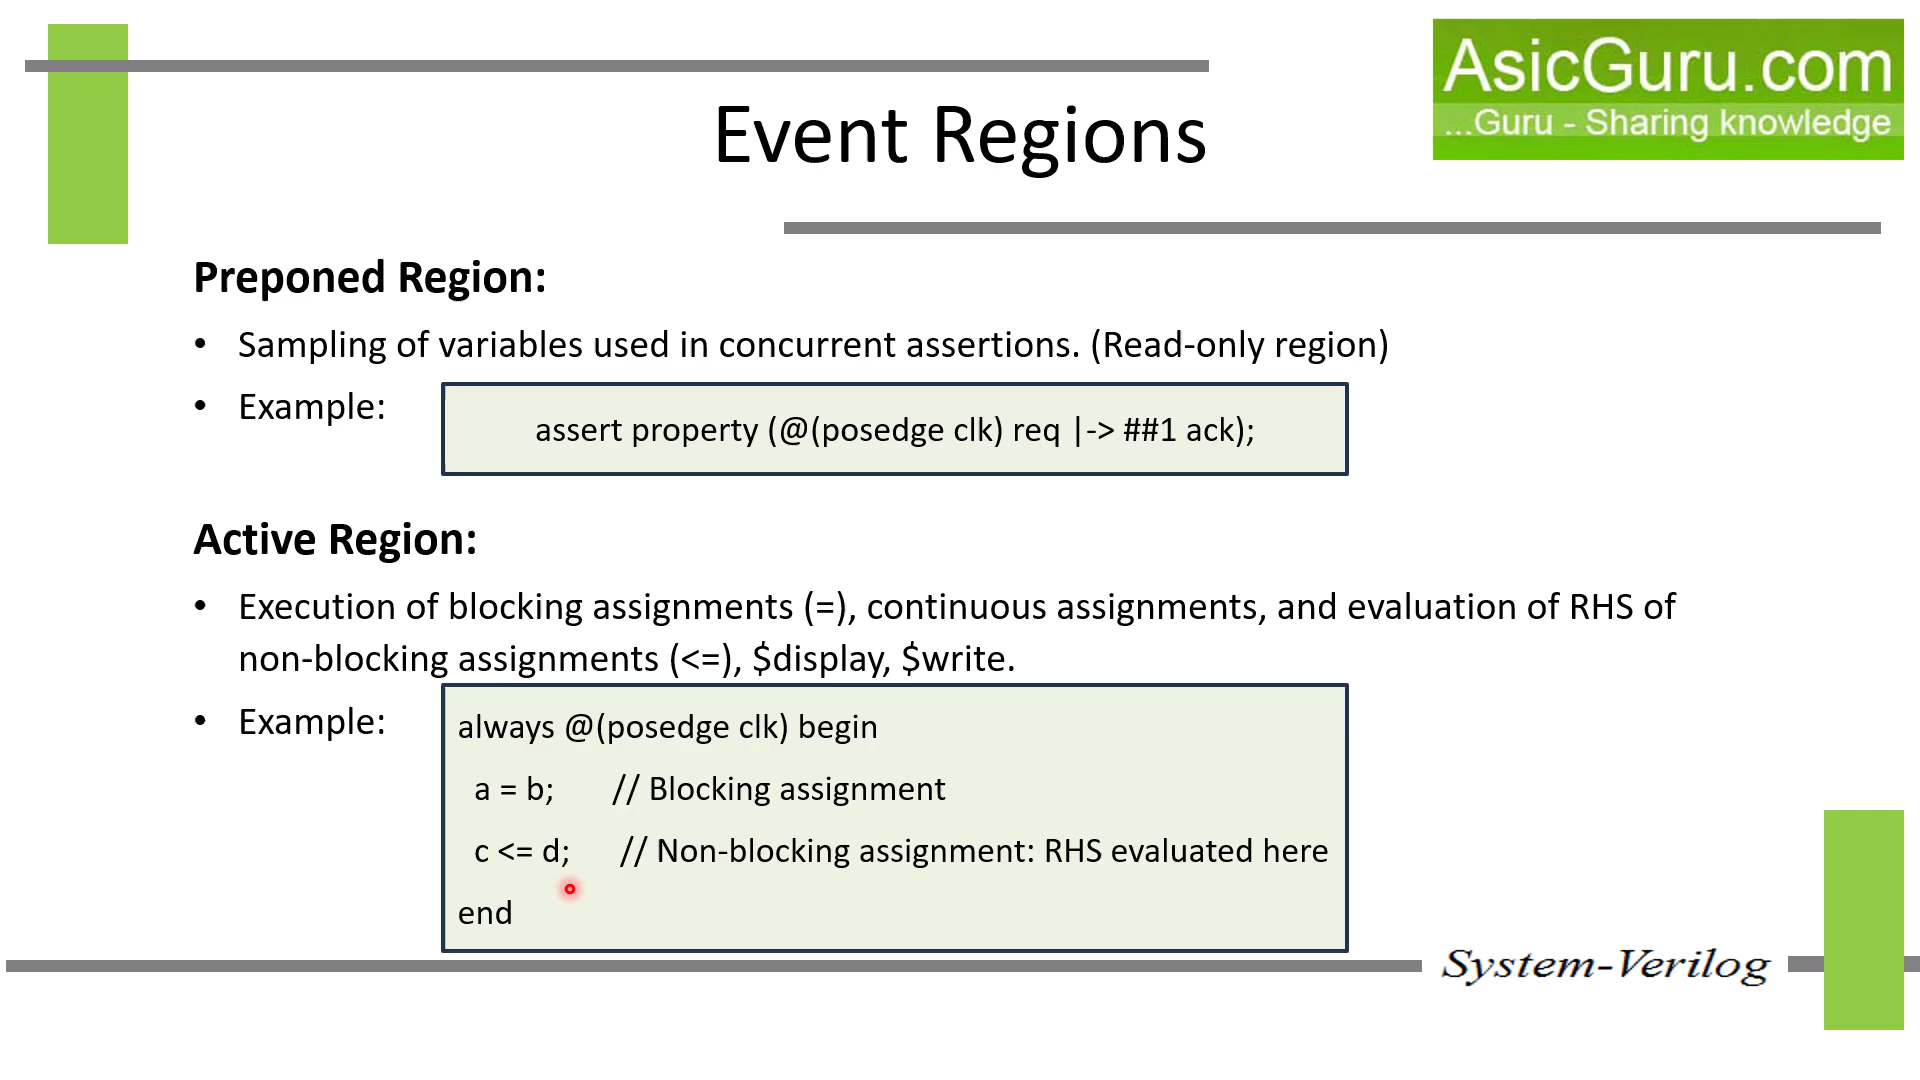 AsicGuru.com
...Guru - Sharing knowledge
Event Regions
Preponed Region:
• Sampling of variables used in concurrent assertions. (Read-only region)
• Example:
assert property (@(posedge clk) req |-> ##1 ack);
Active Region:
• Execution of blocking assignments (=), continuous assignments, and evaluation of RHS of
non-blocking assignments (<=), $display, $write.
• Example:
always @(posedge clk) begin
a = b; // Blocking assignment
c <= d; // Non-blocking assignment: RHS evaluated here
end
System-Verilog